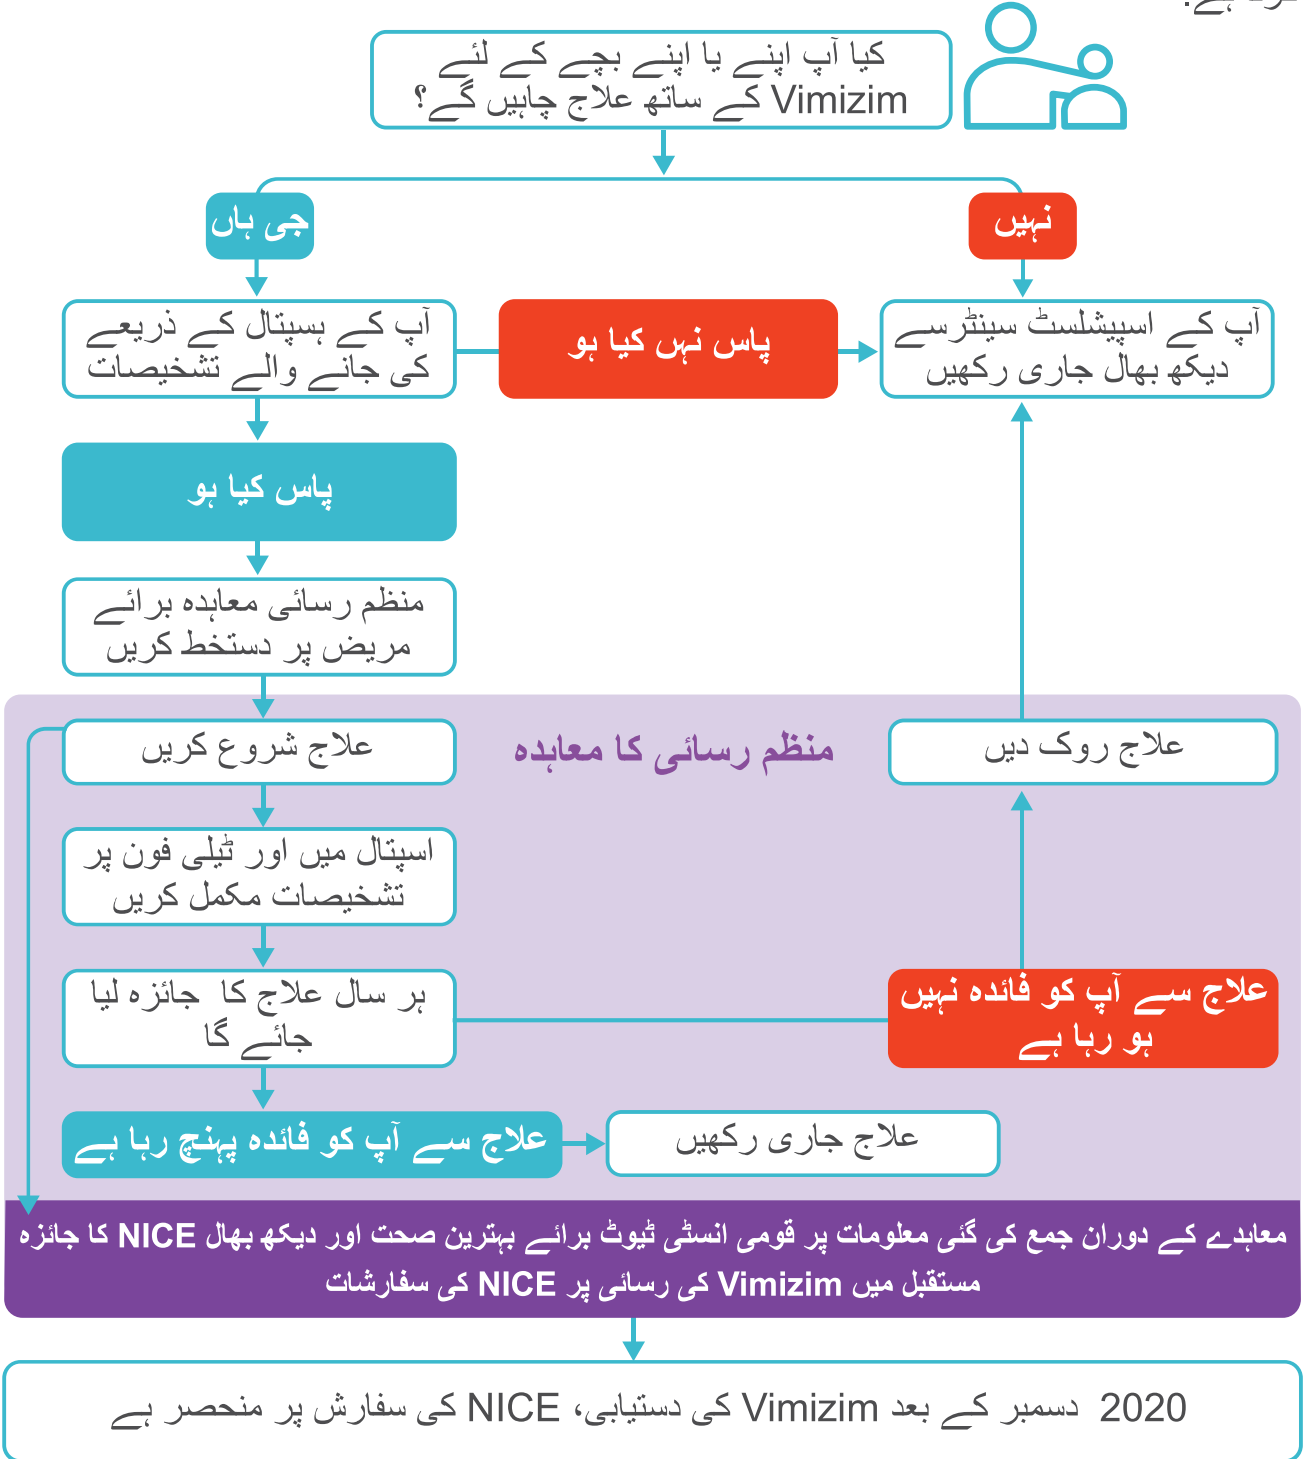 کیا آپ اپنے یا اپنے بچے کے لئے
Vimizim کے ساتھ علاج چاہیں گے؟
جی ہاں
نہیں
آپ کے ہسپتال کے ذریعے
کی جانے والے تشخیصات
پاس نہں کیا ہو
آپ کے اسپیشلسٹ سینٹرسے
دیکھ بھال جاری رکھیں
پاس کیا ہو
منظم رسائی معاہدہ برائے
مریض پر دستخط کریں
منظم رسائی کا معاہدہ
علاج شروع کریں
علاج روک دیں
اسپتال میں اور ٹیلی فون پر
تشخیصات مکمل کریں
ہر سال علاج کا جائزہ لیا
جائے گا
علاج سے آپ کو فائدہ نہیں
ہو رہا ہے
علاج سے آپ کو فائدہ پہنچ رہا ہے
علاج جاری رکھیں
معاہدے کے دوران جمع کی گئی معلومات پر قومی انسٹی ٹیوٹ برائے بہترین صحت اور دیکھ بھال NICE کا جائزہ
مستقبل میں Vimizim کی رسائی پر NICE کی سفارشات
2020 دسمبر کے بعد Vimizim کی دستیابی، NICE کی سفارش پر منحصر ہے